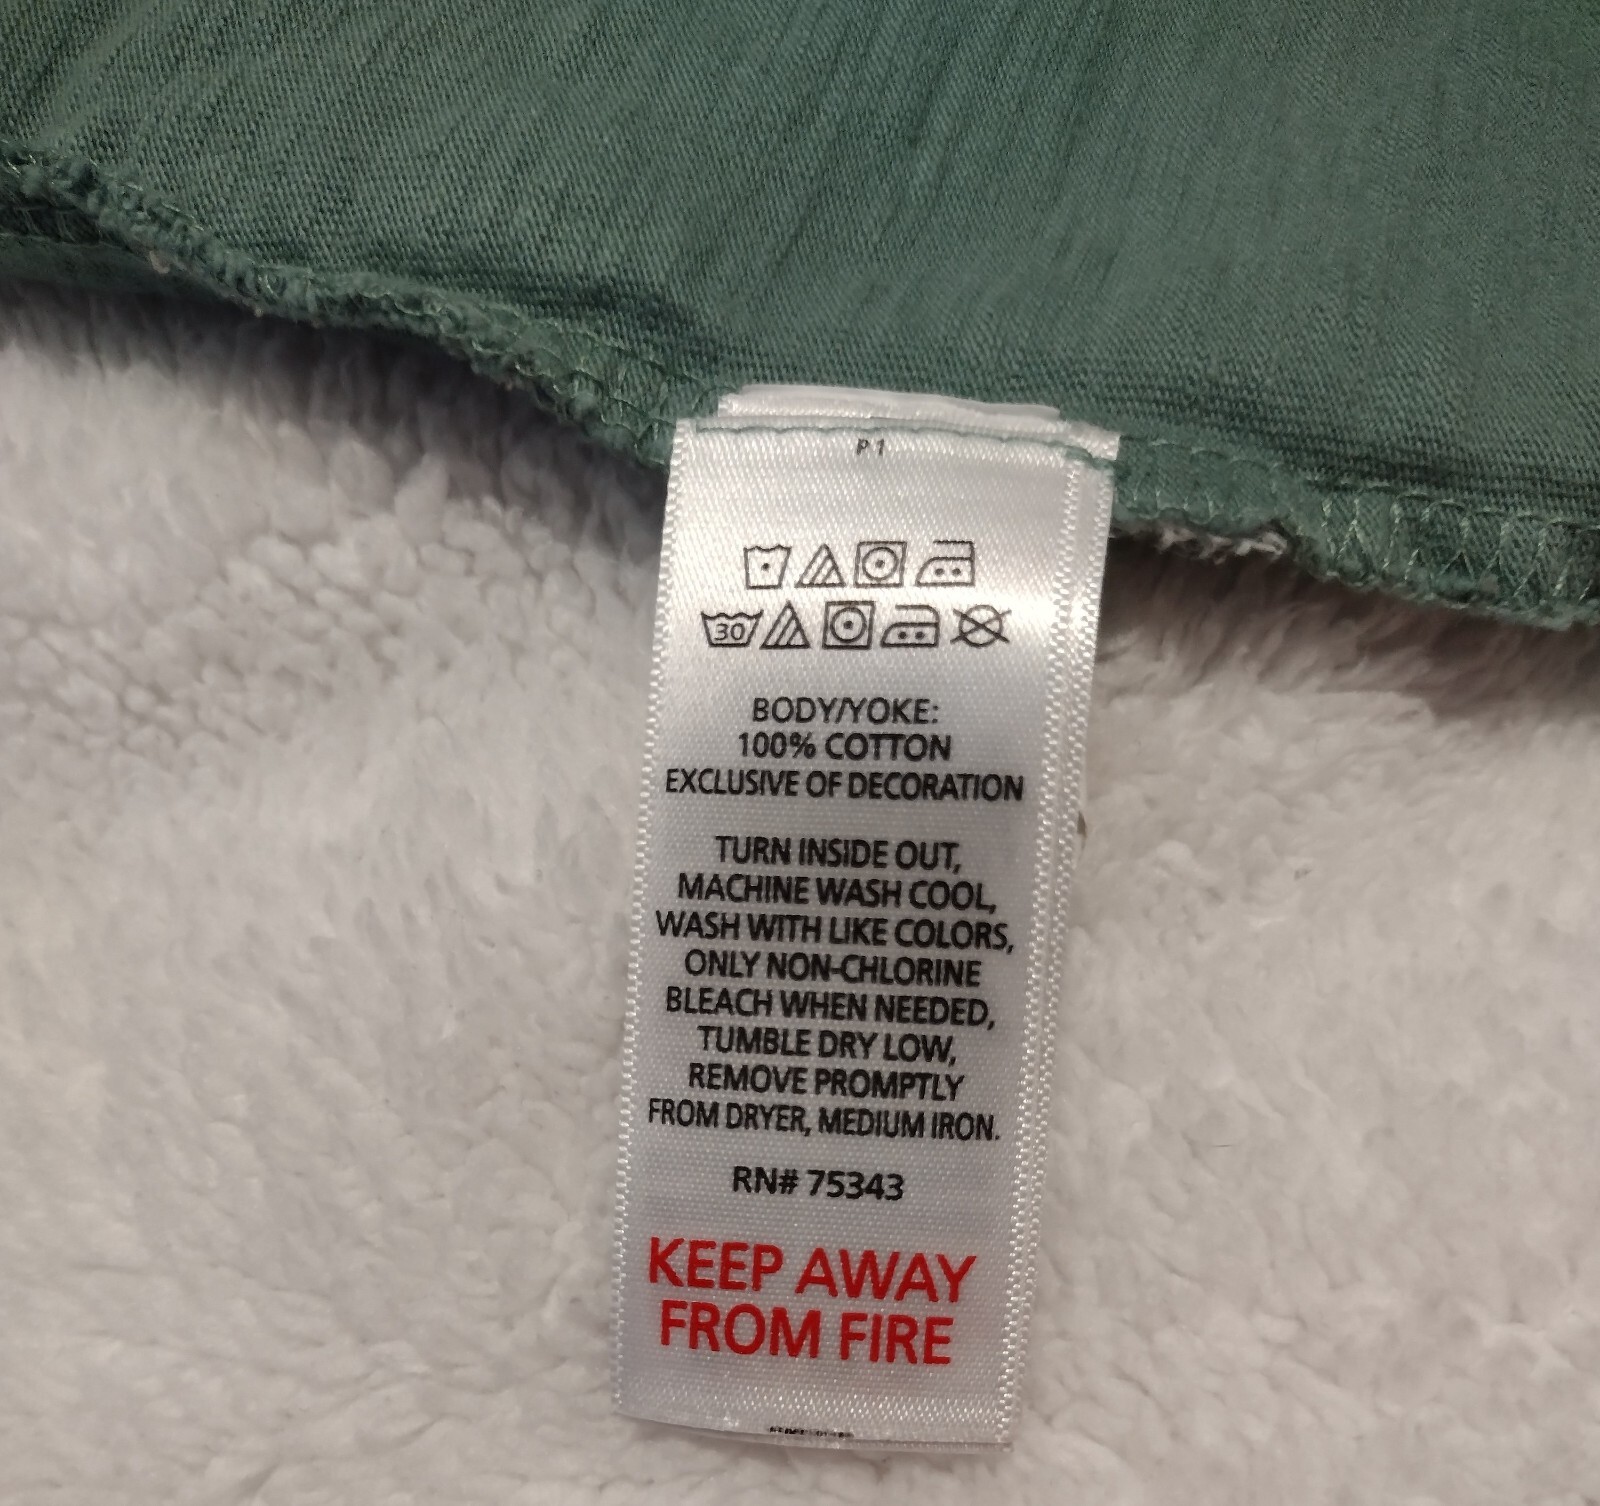 P 1
30
BODY/YOKE:
100% COTTON
EXCLUSIVE OF DECORATION
TURN INSIDE OUT,
MACHINE WASH COOL,
WASH WITH LIKE COLORS,
ONLY NON-CHLORINE
BLEACH WHEN NEEDED,
TUMBLE DRY LOW,
REMOVE PROMPTLY
FROM DRYER, MEDIUM IRON.
RN# 75343
KEEP AWAY
FROM FIRE